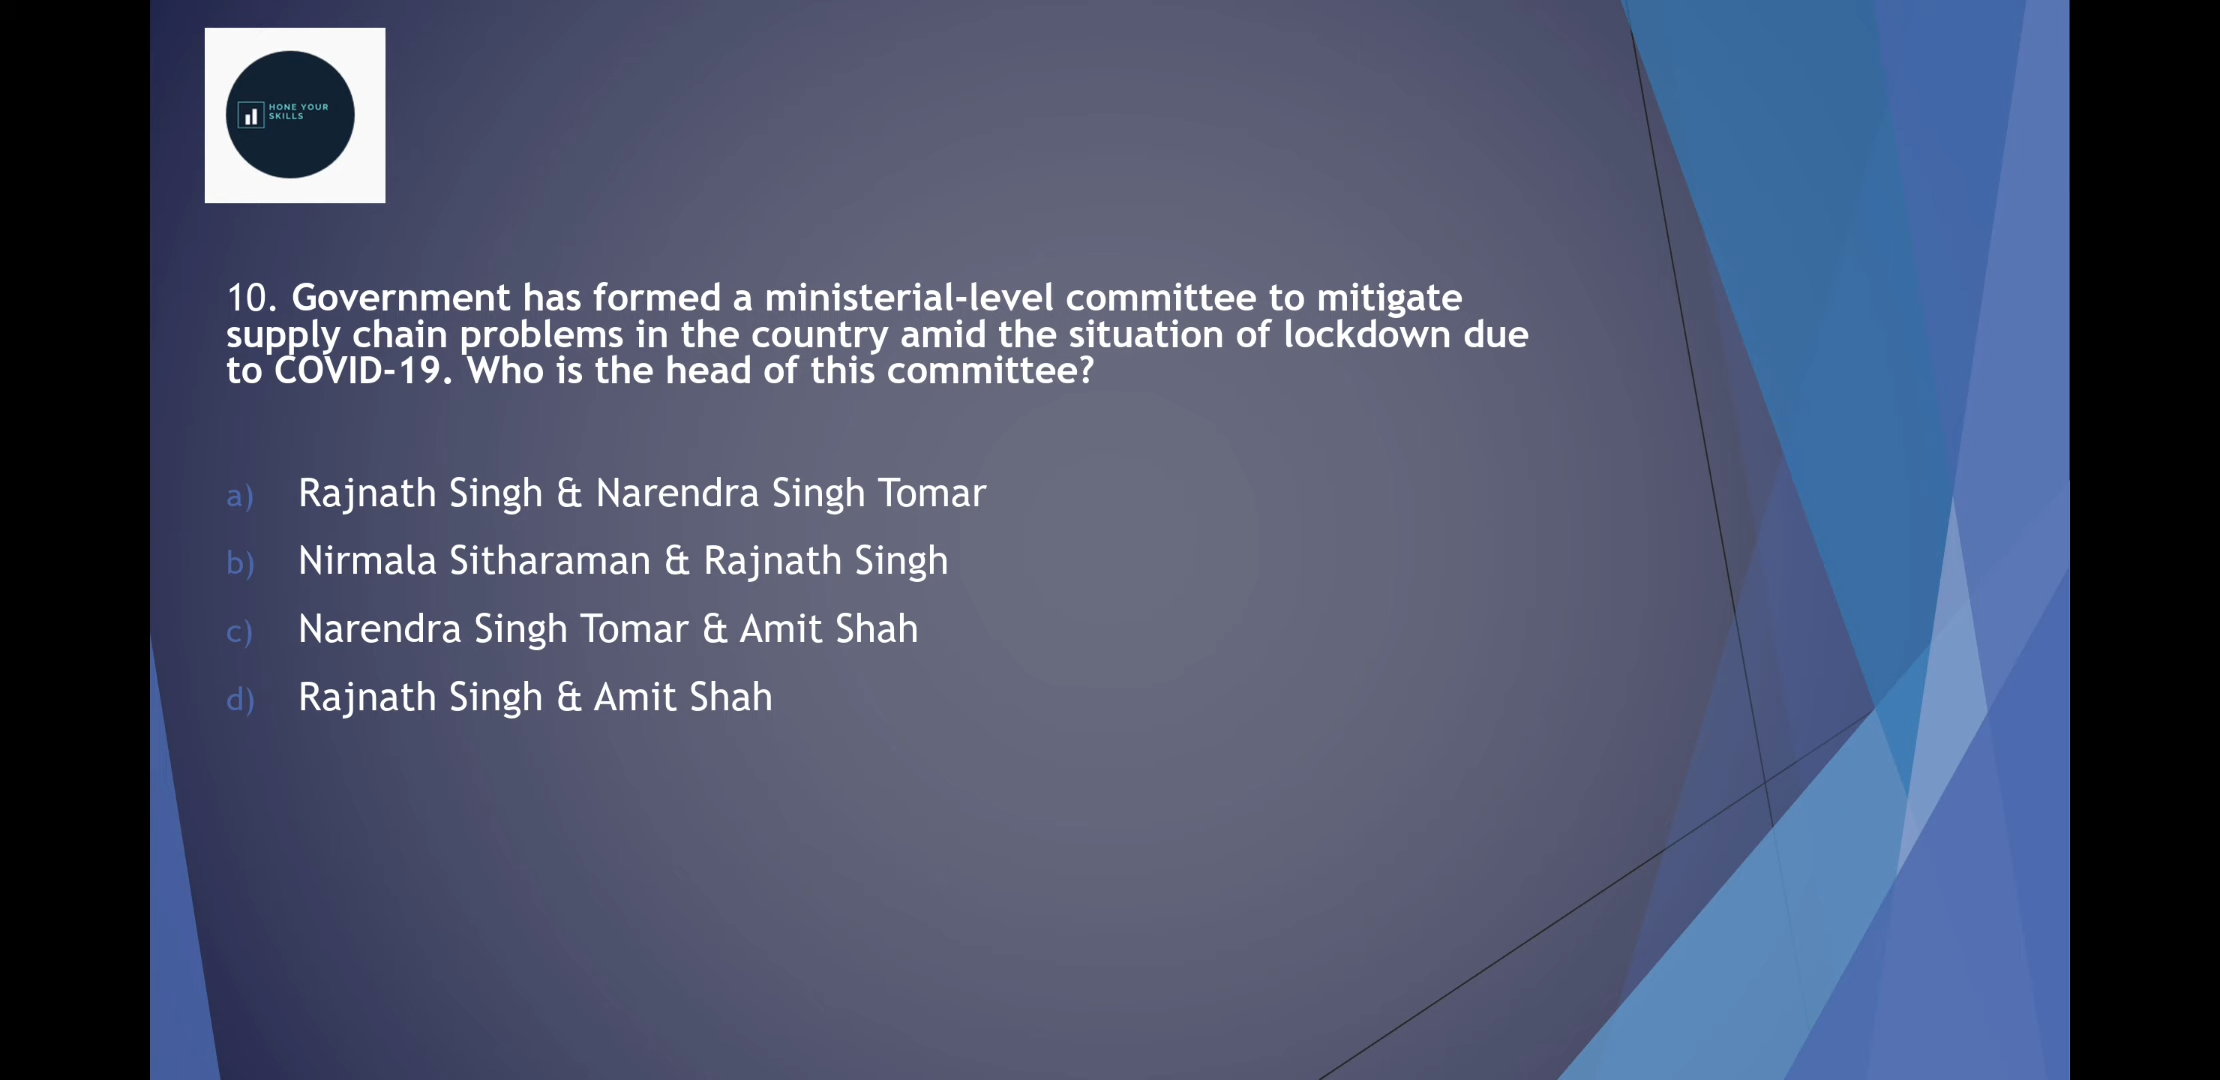 HONE YOUR
SKILLS
10. Government has formed a ministerial-level committee to mitigate
supply chain problems in the country amid the situation of lockdown due
to COVID-19. Who is the head of this committee?
a) Rajnath Singh & Narendra Singh Tomar
b) Nirmala Sitharaman & Rajnath Singh
c) Narendra Singh Tomar & Amit Shah
d) Rajnath Singh & Amit Shah